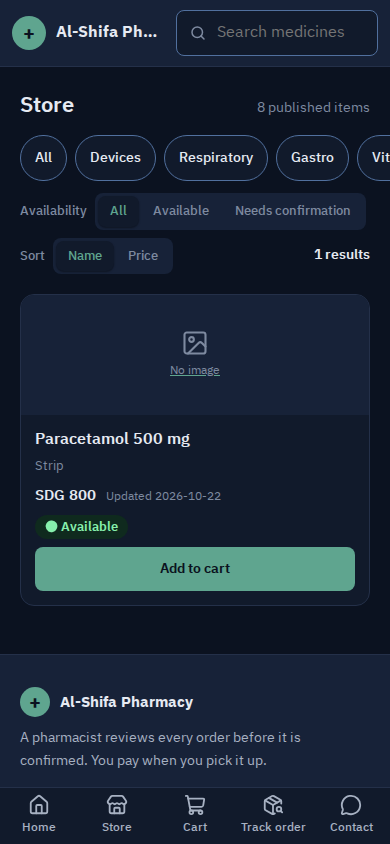 Al-Shifa Ph...
Search medicines
Store
8 published items
All
Devices
Respiratory
Gastro
Vit
Availability
All
Available
Needs confirmation
Sort
Name
Price
1 results
No image
Paracetamol 500 mg
Strip
SDG 800
Updated 2026-10-22
Available
Add to cart
Al-Shifa Pharmacy
A pharmacist reviews every order before it is
confirmed. You pay when you pick it up.
Home
Store
Cart
Track order
Contact